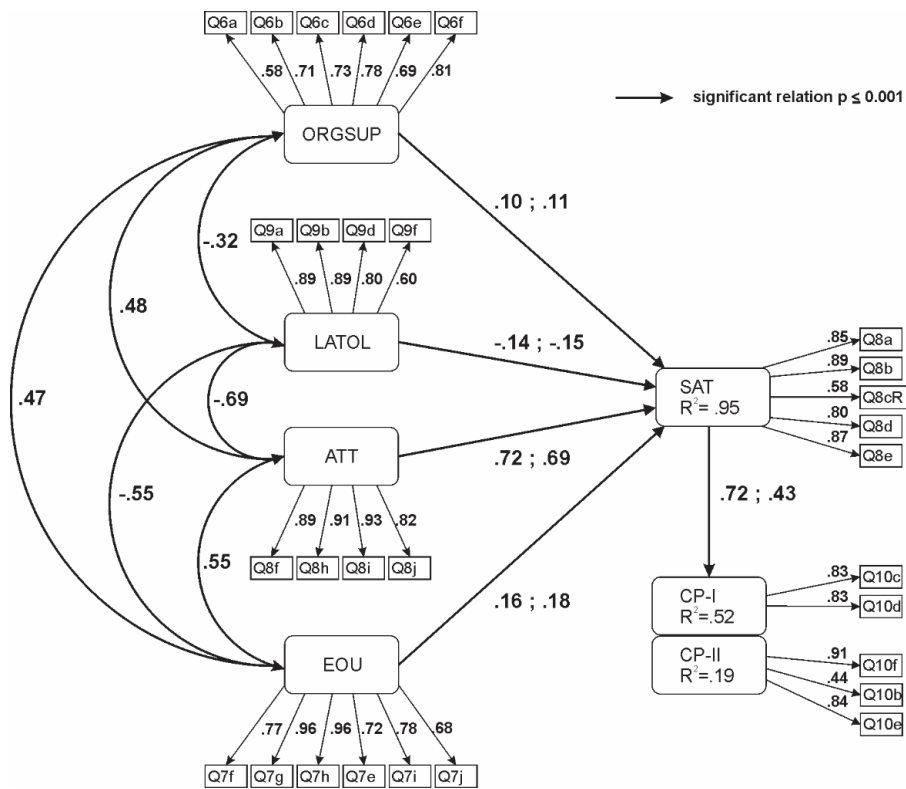 Q6a Q6b Q6c Q6d Q6e Q6f
.58 .71 .73 .78 .69 .81
significant relation p ≤ 0.001
ORGSUP
.10 ; .11
-.32
Q9a Q9b Q9d Q9f
.89 .89 .80 .60
.48
LATOL
-.14 ; -.15
.47
-.69
SAT
R²= .95
.85 Q8a
.89 Q8b
.58 Q8cR
.80 Q8d
.87 Q8e
ATT
.72 ; .69
-.55
.89 .91 .93 .82
Q8f Q8h Q8i Q8j
.55
.72 ; .43
.16 ; .18
CP-I
R²=.52
.83 Q10c
.83 Q10d
EOU
CP-II
R²=.19
.91 Q10f
.44 Q10b
.84 Q10e
.77 .96 .96 .72 .78 .68
Q7f Q7g Q7h Q7e Q7i Q7j